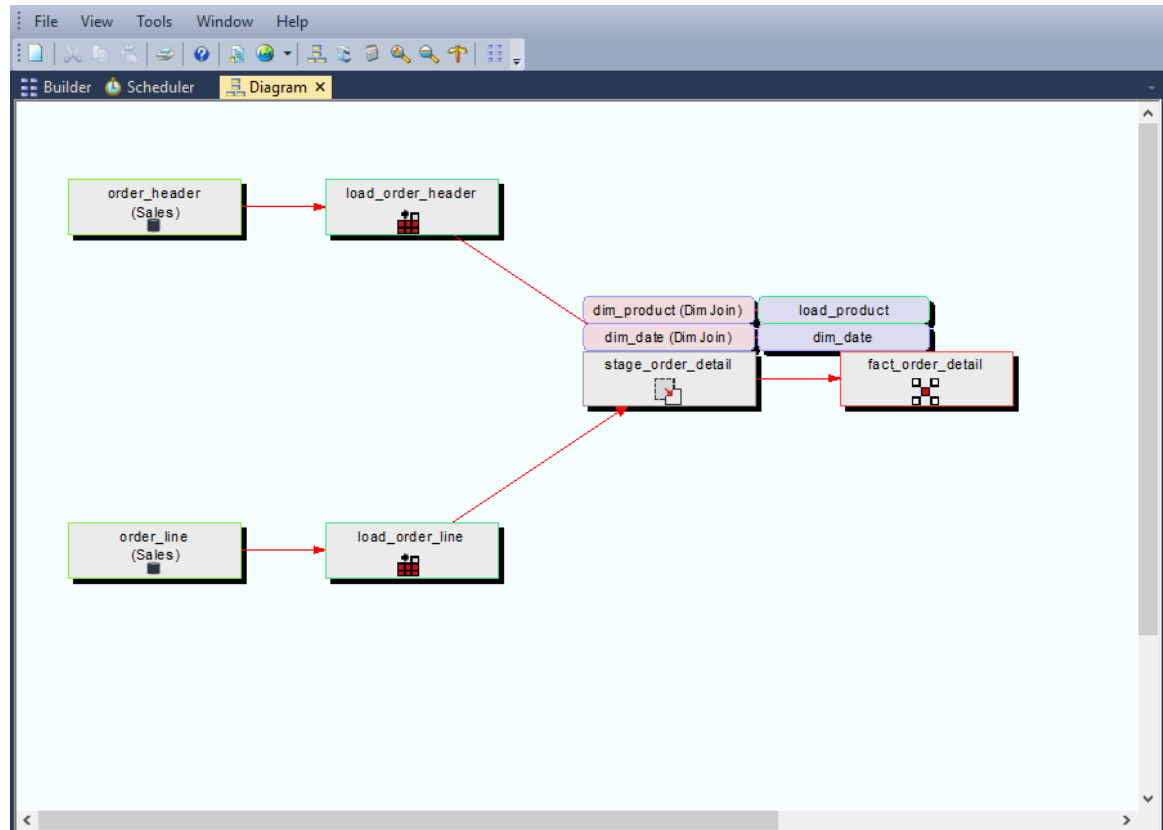 File View Tools Window Help
Builder Scheduler Diagram
order_header
(Sales)
load_order_header
dim_product (Dim Join) load_product
dim_date (Dim Join) dim_date
stage_order_detail
fact_order_detail
order_line
(Sales)
load_order_line